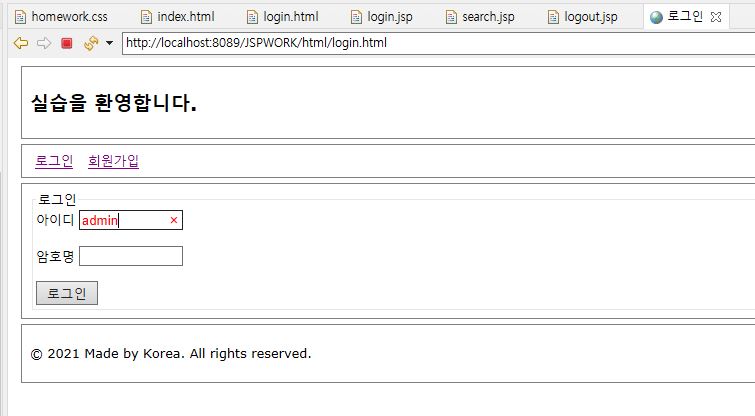 homework.css index.html login.html login.jsp search.jsp logout.jsp 로그인
http://localhost:8089/JSPWORK/html/login.html
실습을 환영합니다.
로그인 회원가입
로그인
아이디 admin ×
암호명
로그인
© 2021 Made by Korea. All rights reserved.